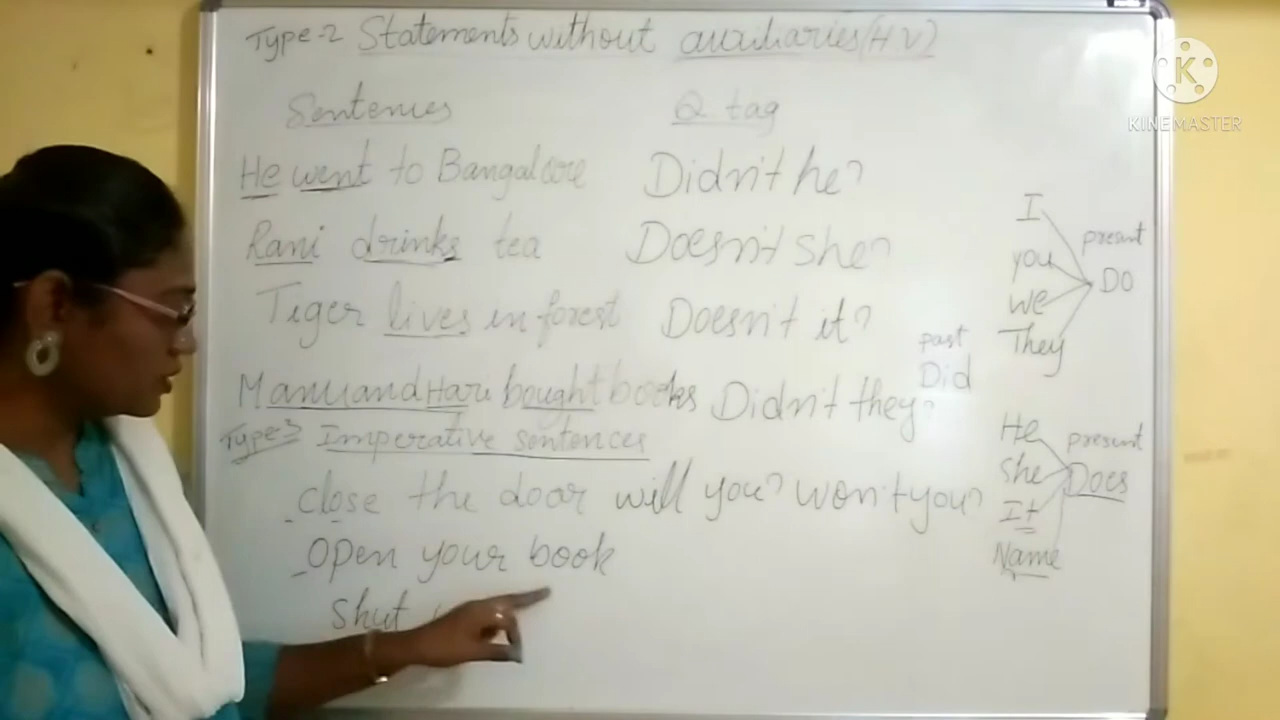 Type-2 Statements without auxiliaries (H.V)
Sentences Q tag
He went to Bangalore Didn't he?
Rani drinks tea Doesn't she?
Tiger lives in forest Doesn't it?
Manu and Hari bought books Didn't they?
Type-3 Imperative sentences
close the door will you? won't you?
Open your book
Shut
I
you
we
They
present
DO
past
Did
He
She
It
Name
present
Does
K
KINEMASTER